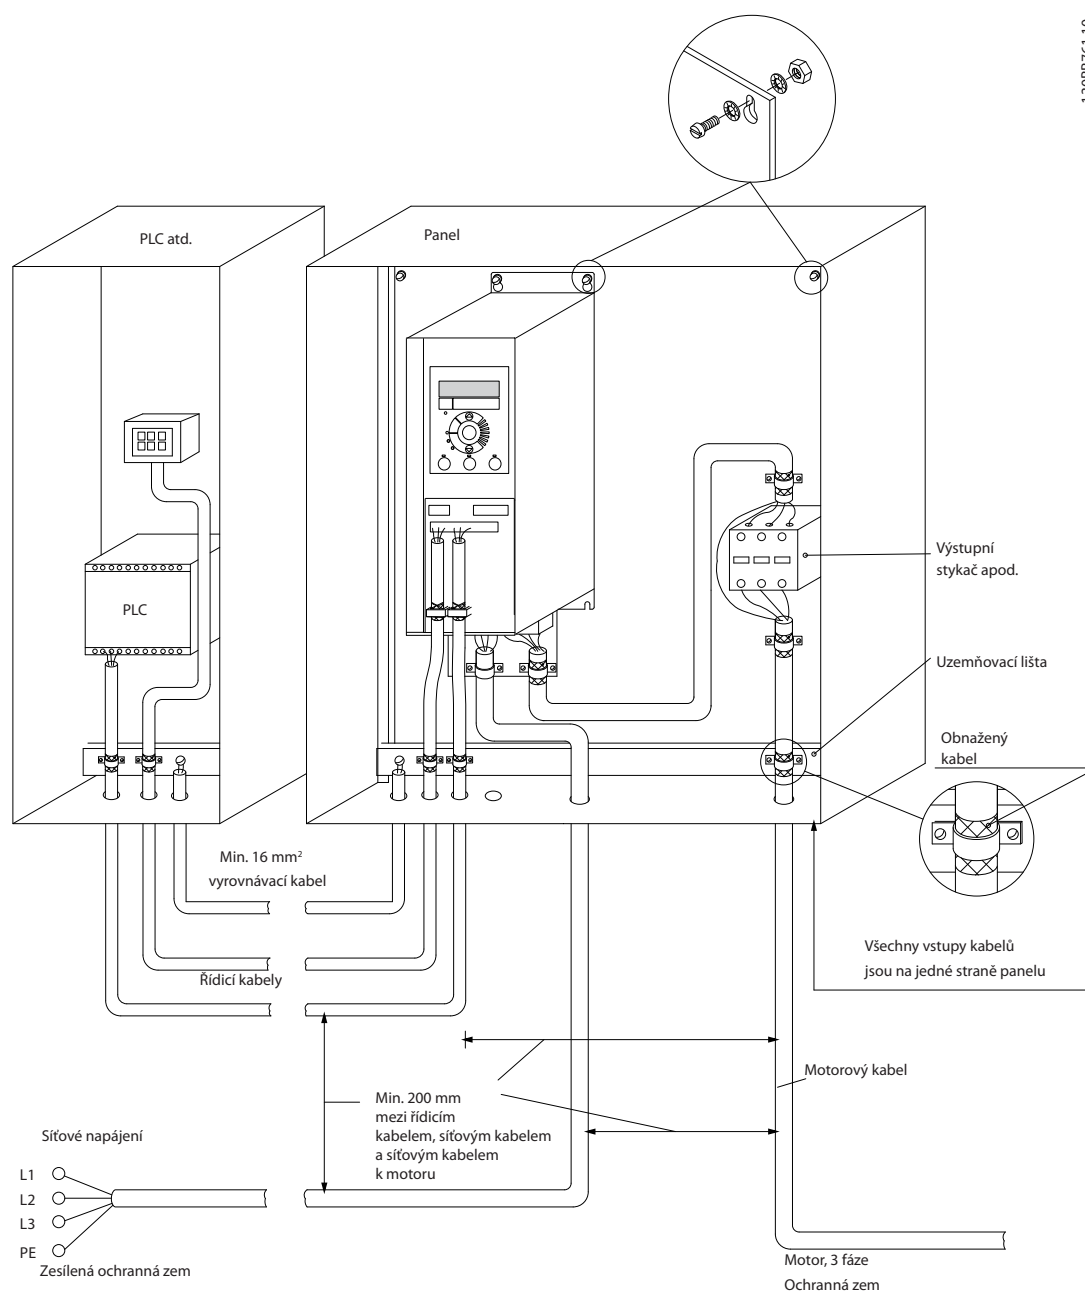 PLC atd.
Panel
PLC
Výstupní
stykač apod.
Uzemňovací lišta
Obnažený
kabel
Min. 16 mm²
vyrovnávací kabel
Všechny vstupy kabelů
jsou na jedné straně panelu
Řídicí kabely
Motorový kabel
Min. 200 mm
mezi řídicím
kabelem, síťovým kabelem
a síťovým kabelem
k motoru
Síťové napájení
L1
L2
L3
PE
Zesílená ochranná zem
Motor, 3 fáze
Ochranná zem